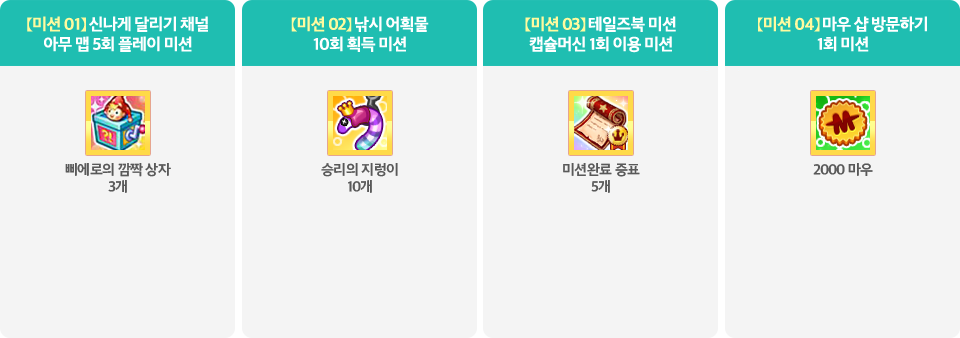 【미션 01】신나게 달리기 채널
아무 맵 5회 플레이 미션
삐에로의 깜짝 상자
3개
【미션 02】낚시 어획물
10회 획득 미션
승리의 지렁이
10개
【미션 03】테일즈북 미션
캡슐머신 1회 이용 미션
미션완료 증표
5개
【미션 04】마우 샵 방문하기
1회 미션
M
2000 마우